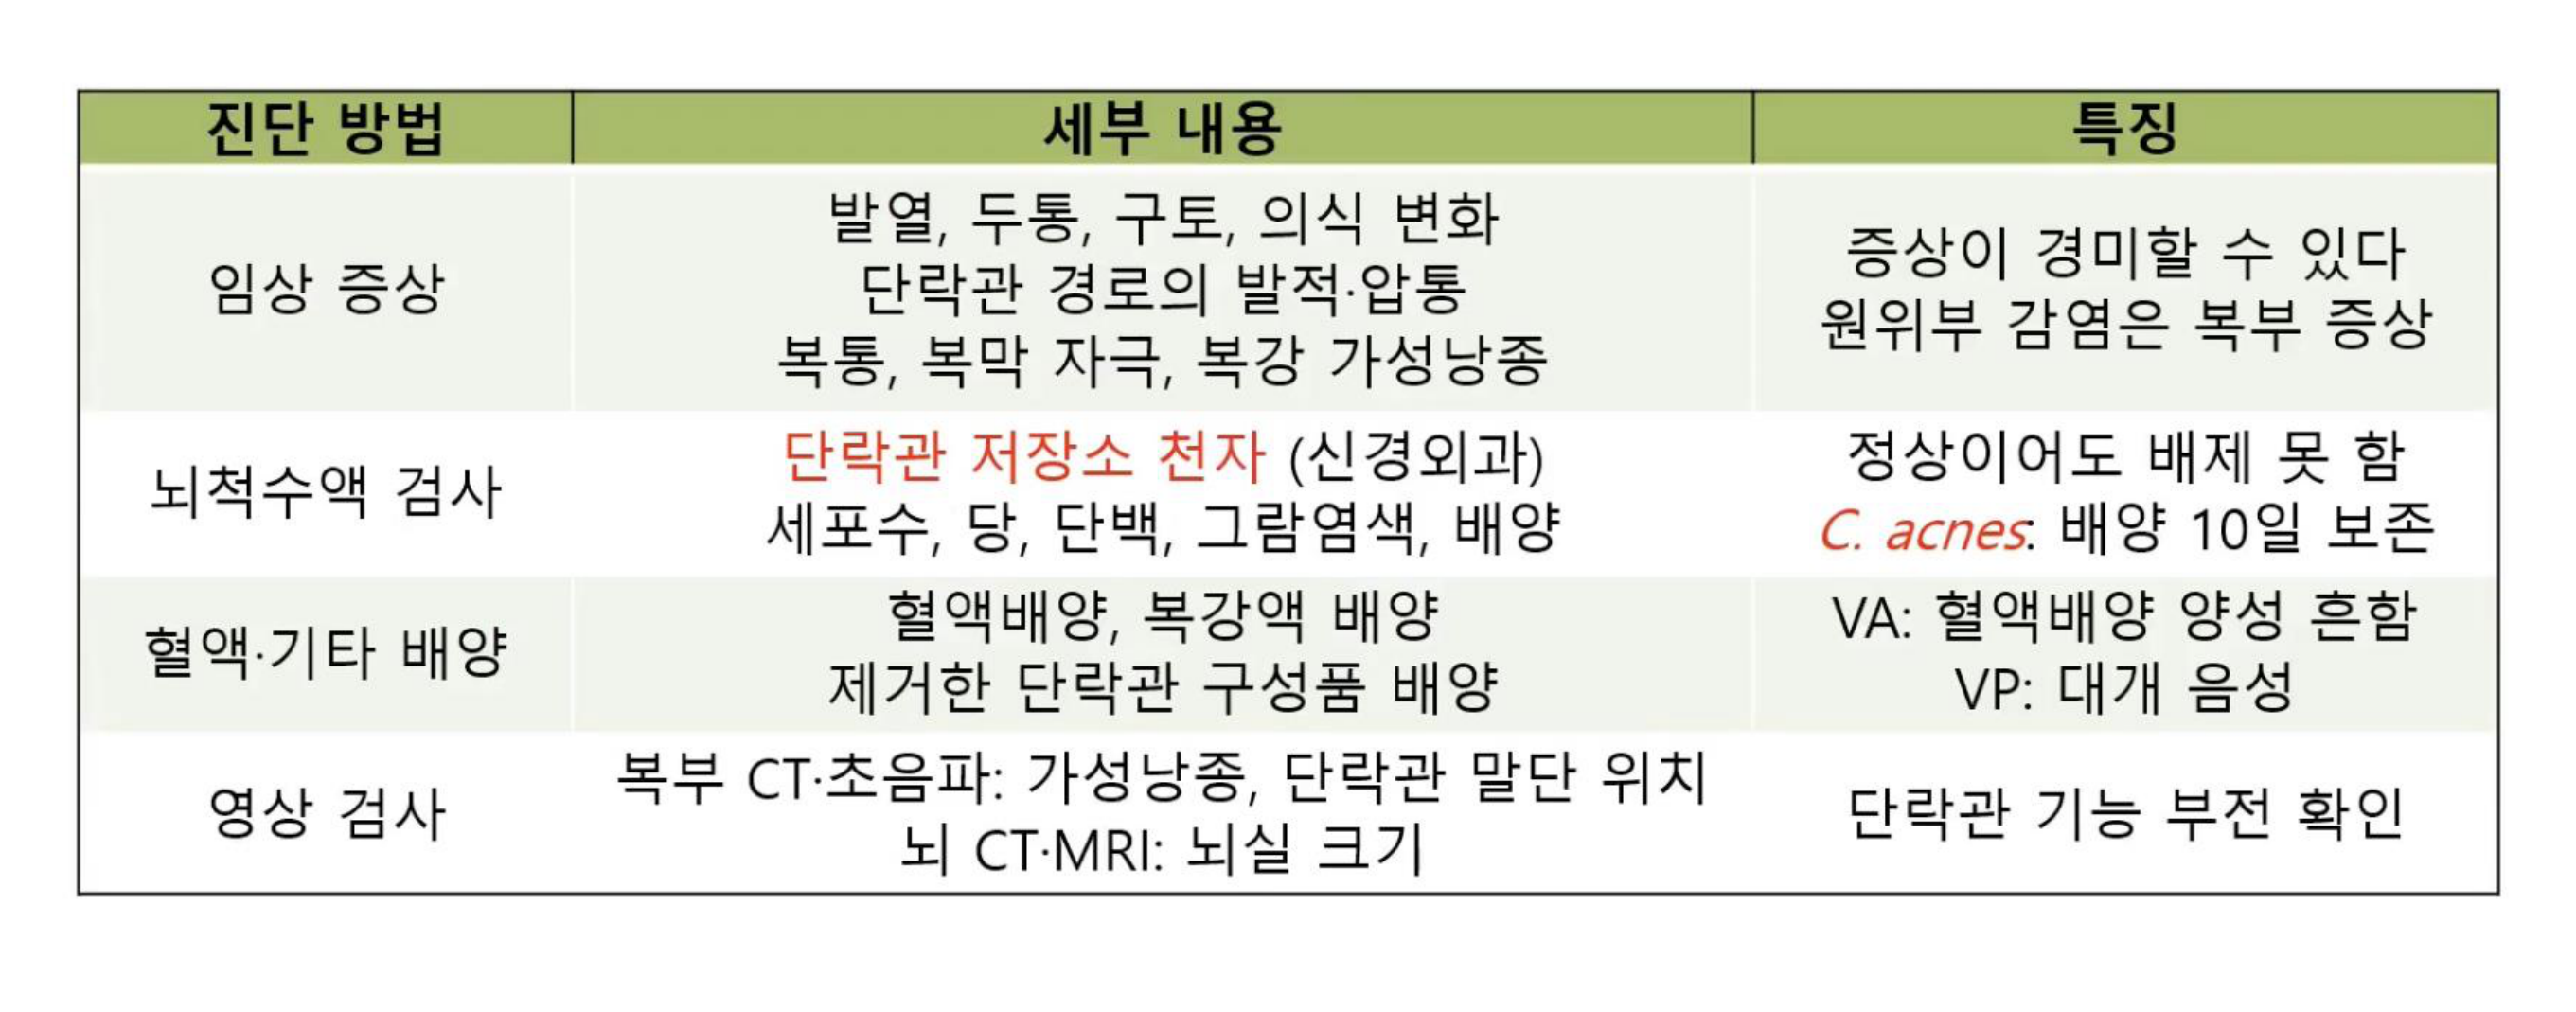 진단 방법 세부 내용 특징
임상 증상
발열, 두통, 구토, 의식 변화
단락관 경로의 발적·압통
복통, 복막 자극, 복강 가성낭종
증상이 경미할 수 있다
원위부 감염은 복부 증상
뇌척수액 검사
단락관 저장소 천자 (신경외과)
세포수, 당, 단백, 그람염색, 배양
정상이어도 배제 못 함
C. acnes: 배양 10일 보존
혈액·기타 배양
혈액배양, 복강액 배양
제거한 단락관 구성품 배양
VA: 혈액배양 양성 흔함
VP: 대개 음성
영상 검사
복부 CT·초음파: 가성낭종, 단락관 말단 위치
뇌 CT·MRI: 뇌실 크기
단락관 기능 부전 확인